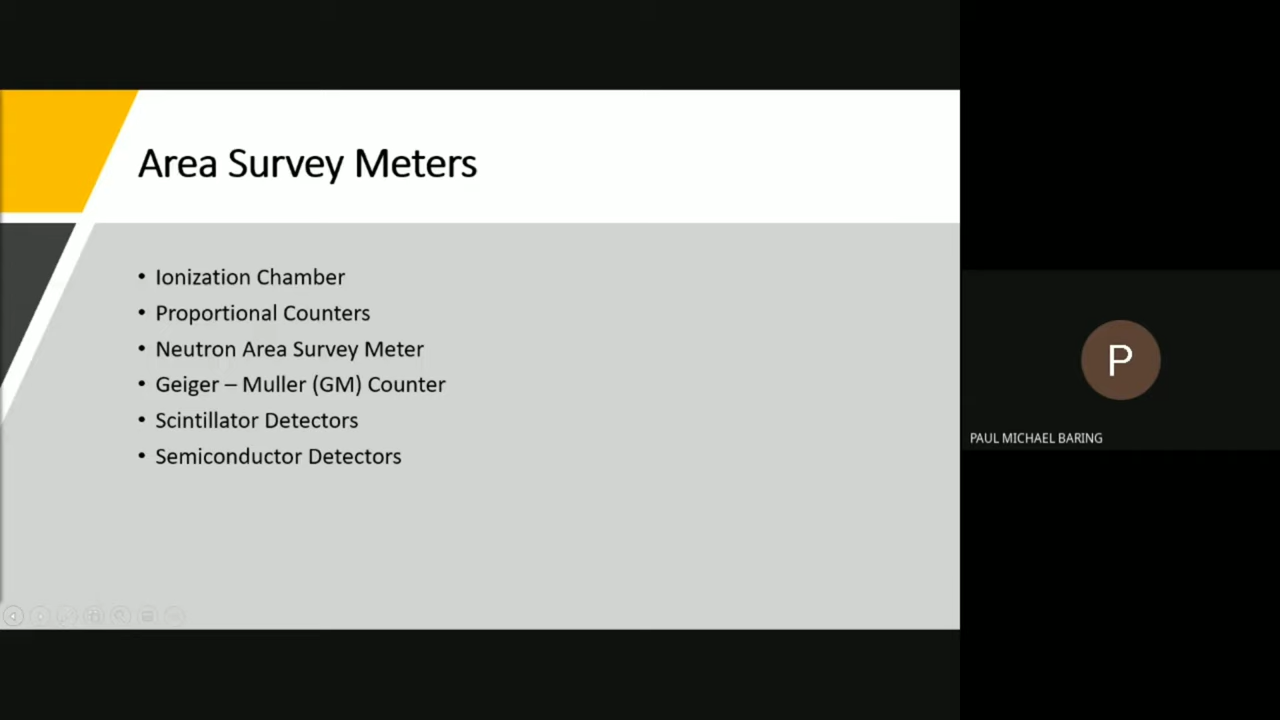 Area Survey Meters
• Ionization Chamber
• Proportional Counters
• Neutron Area Survey Meter
• Geiger – Muller (GM) Counter
• Scintillator Detectors
• Semiconductor Detectors
P
PAUL MICHAEL BARING